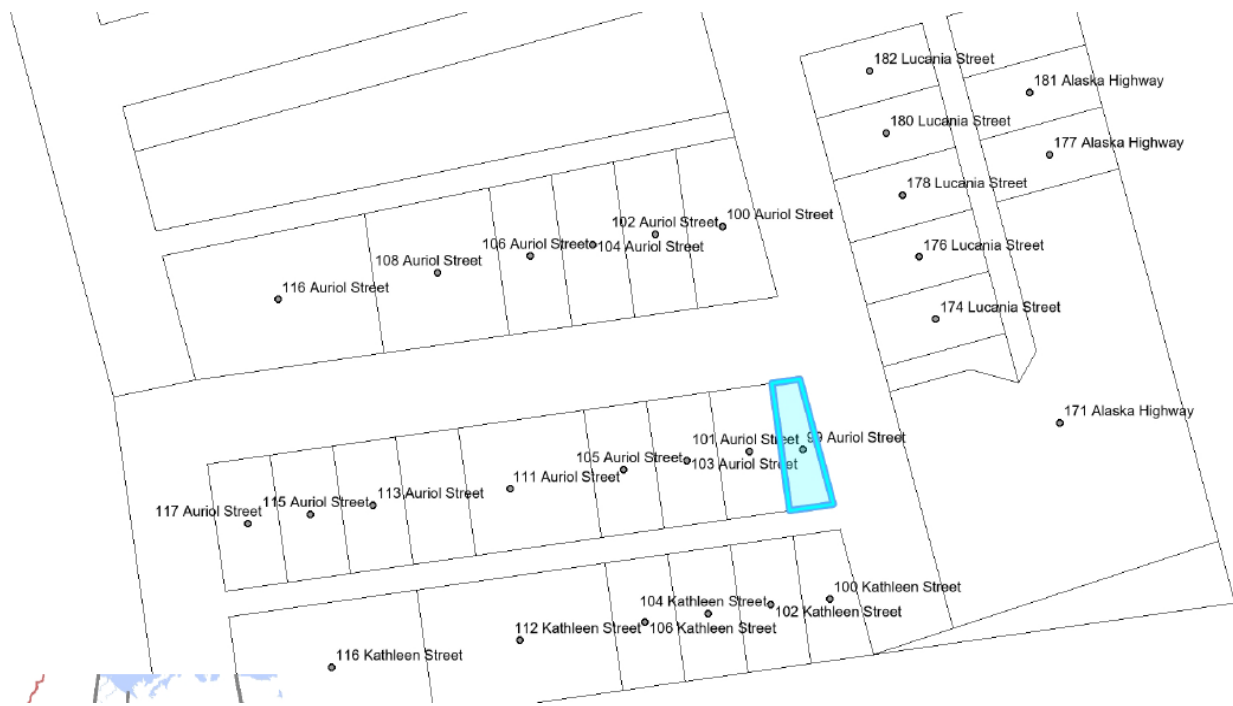 182 Lucania Street
181 Alaska Highway
180 Lucania Street
177 Alaska Highway
178 Lucania Street
100 Auriol Street
102 Auriol Street
106 Auriol Street
104 Auriol Street
176 Lucania Street
108 Auriol Street
116 Auriol Street
174 Lucania Street
171 Alaska Highway
101 Auriol Street
99 Auriol Street
105 Auriol Street
103 Auriol Street
111 Auriol Street
113 Auriol Street
115 Auriol Street
117 Auriol Street
100 Kathleen Street
104 Kathleen Street
102 Kathleen Street
112 Kathleen Street
106 Kathleen Street
116 Kathleen Street